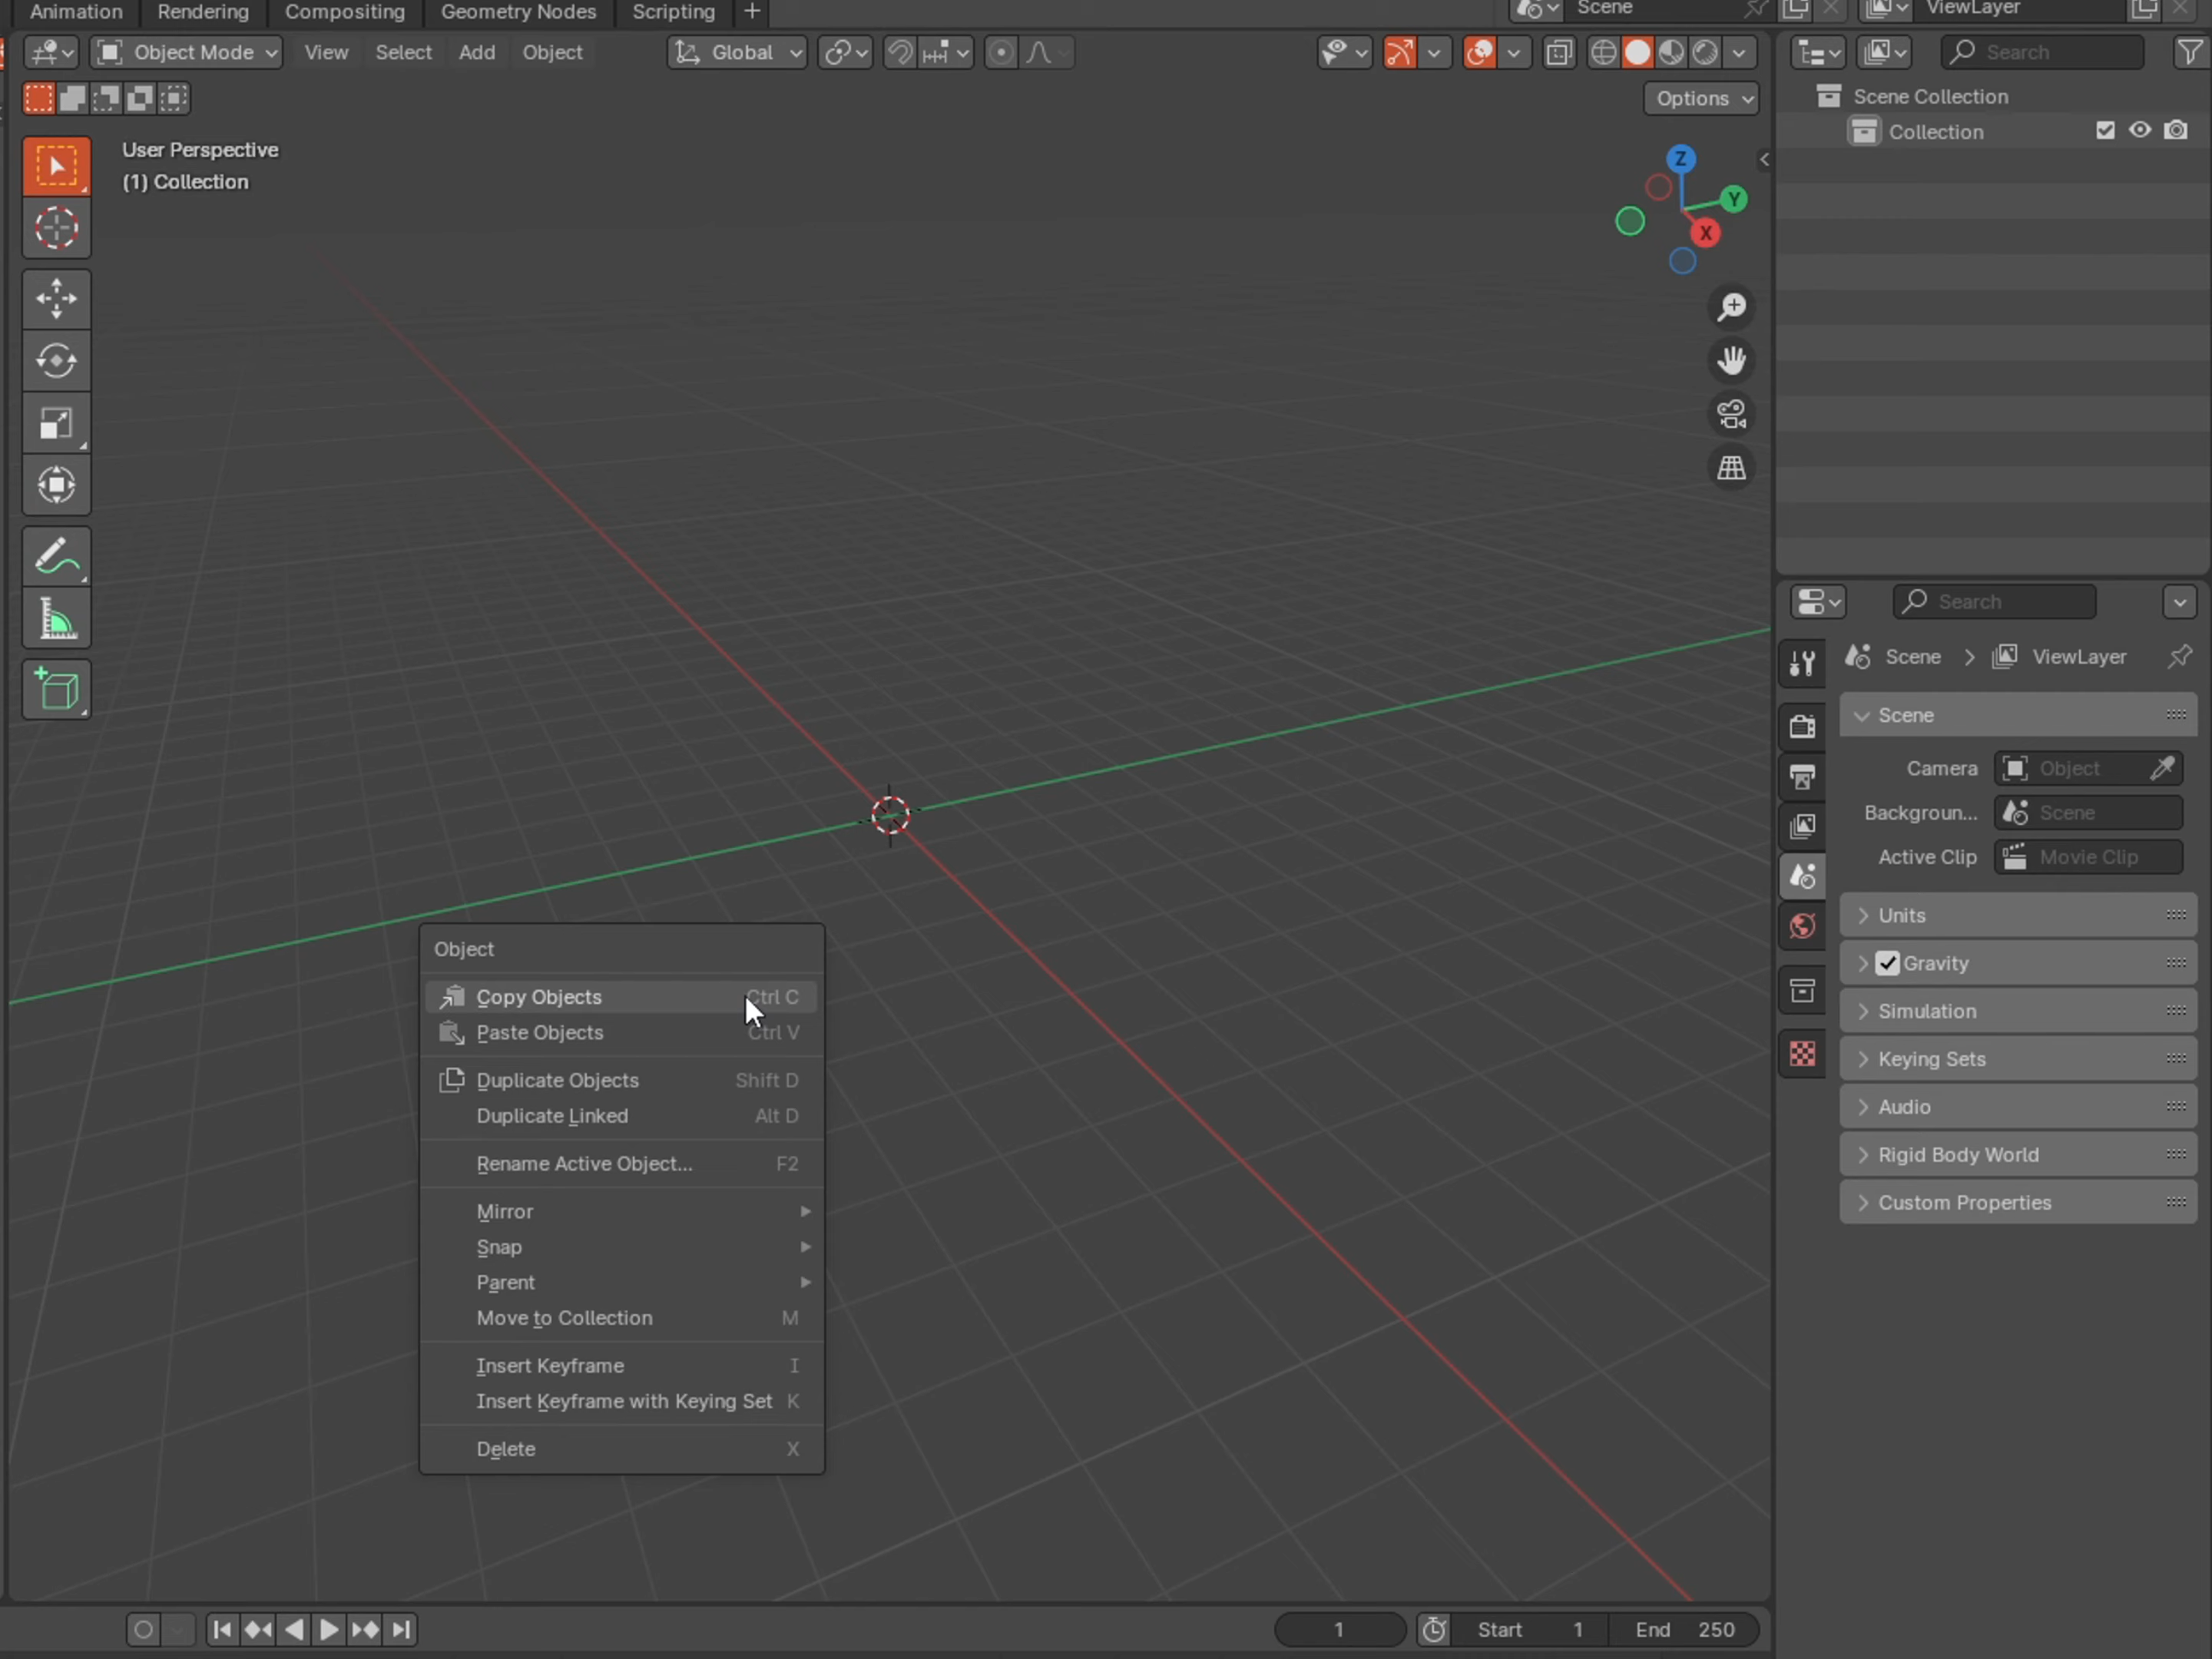 Animation Rendering Compositing Geometry Nodes Scripting + Scene ViewLayer
Object Mode View Select Add Object Global Search
Options
User Perspective
(1) Collection
Z
Y
X
Scene Collection
Collection
Search
Scene > ViewLayer
Scene
Camera Object
Backgroun... Scene
Active Clip Movie Clip
Units
Gravity
Simulation
Keying Sets
Audio
Rigid Body World
Custom Properties
Object
Copy Objects Ctrl C
Paste Objects Ctrl V
Duplicate Objects Shift D
Duplicate Linked Alt D
Rename Active Object... F2
Mirror
Snap
Parent
Move to Collection M
Insert Keyframe I
Insert Keyframe with Keying Set K
Delete X
1 Start 1 End 250